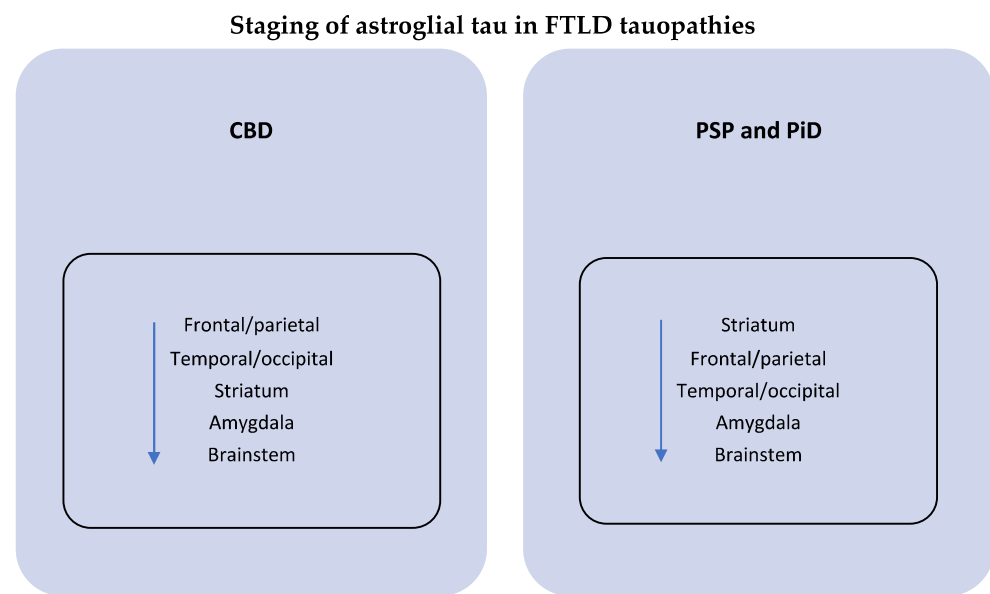 Staging of astroglial tau in FTLD tauopathies
CBD
Frontal/parietal
Temporal/occipital
Striatum
Amygdala
Brainstem
PSP and PiD
Striatum
Frontal/parietal
Temporal/occipital
Amygdala
Brainstem